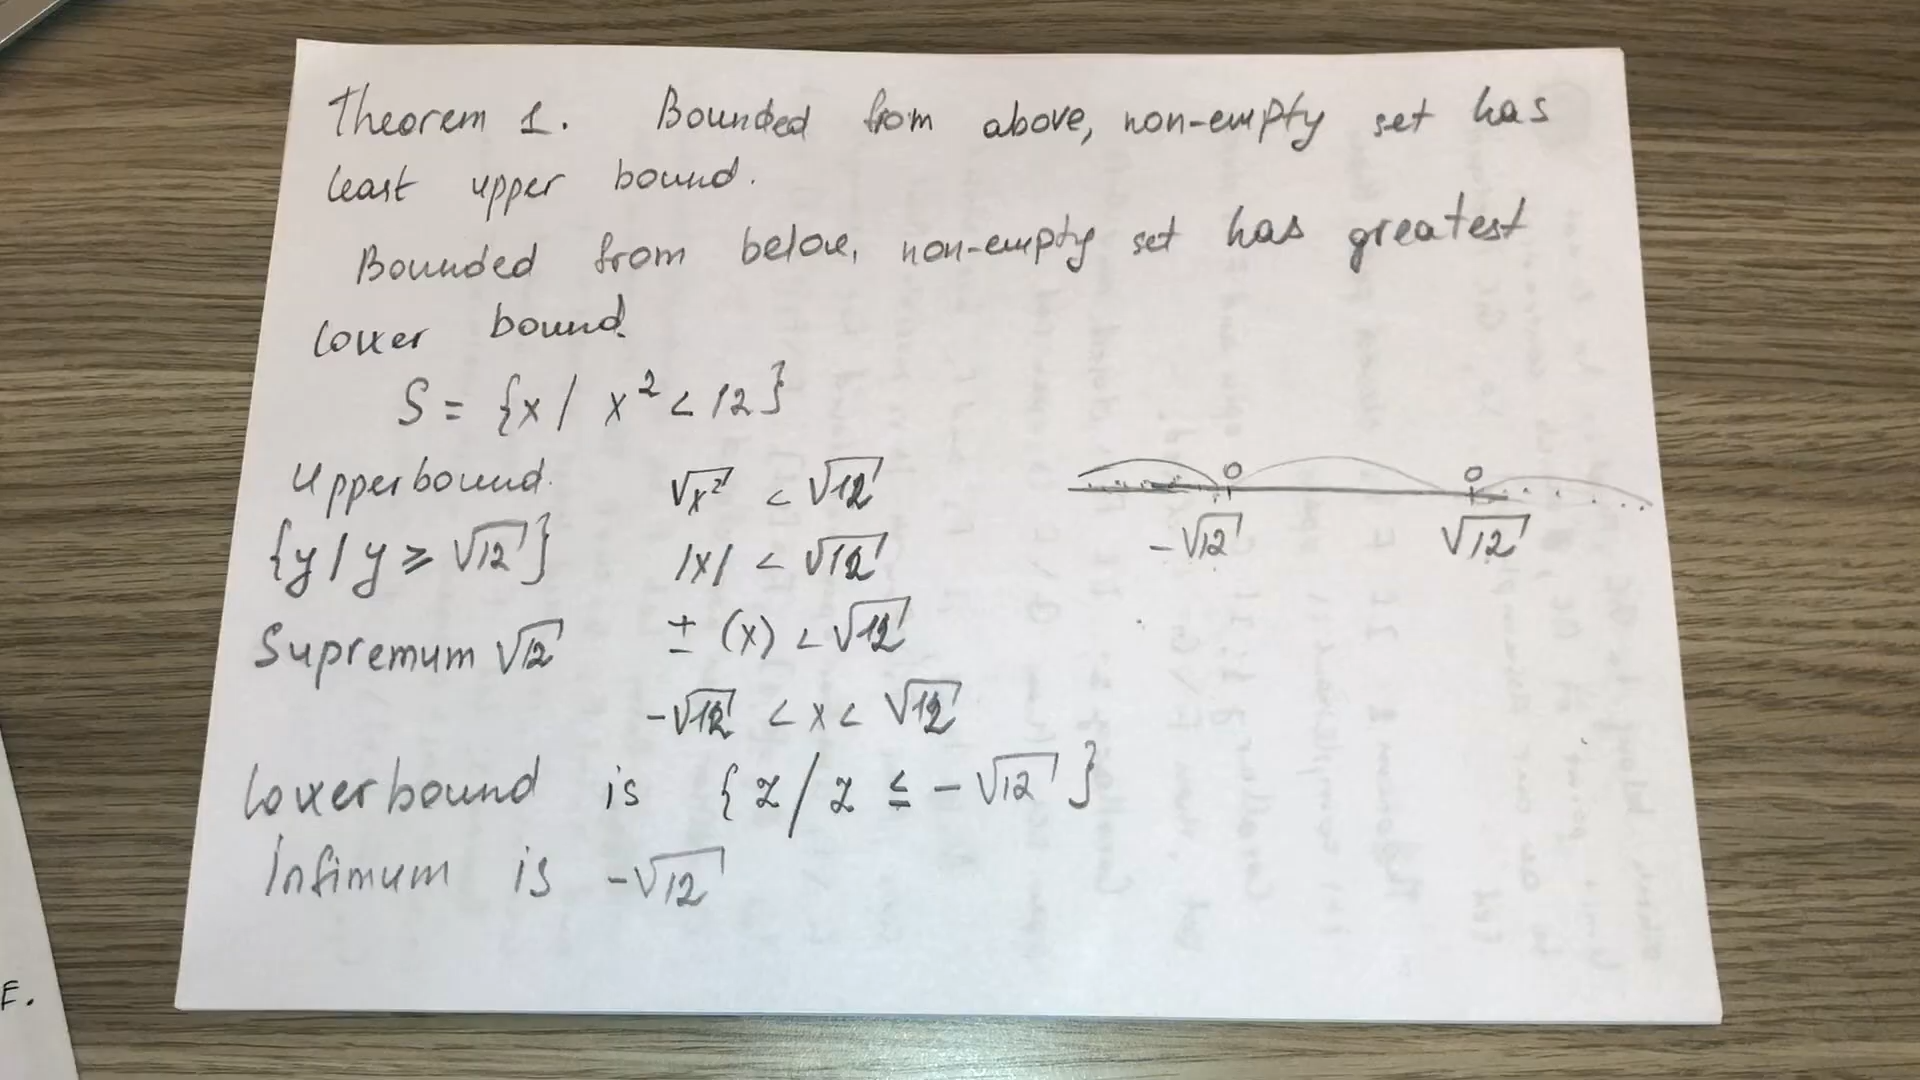 Theorem 1. Bounded from above, non-empty set has
least upper bound.
Bounded from below, non-empty set has greatest
lower bound.
S = {x / x² < 12}
Upperbound.
√x² < √12
{y / y ⩾ √12}
|x| < √12
Supremum √12
± (x) < √12
-√12 < x < √12
Lowerbound is {z / z ≤ -√12}
Infimum is -√12
-√12
√12
F.